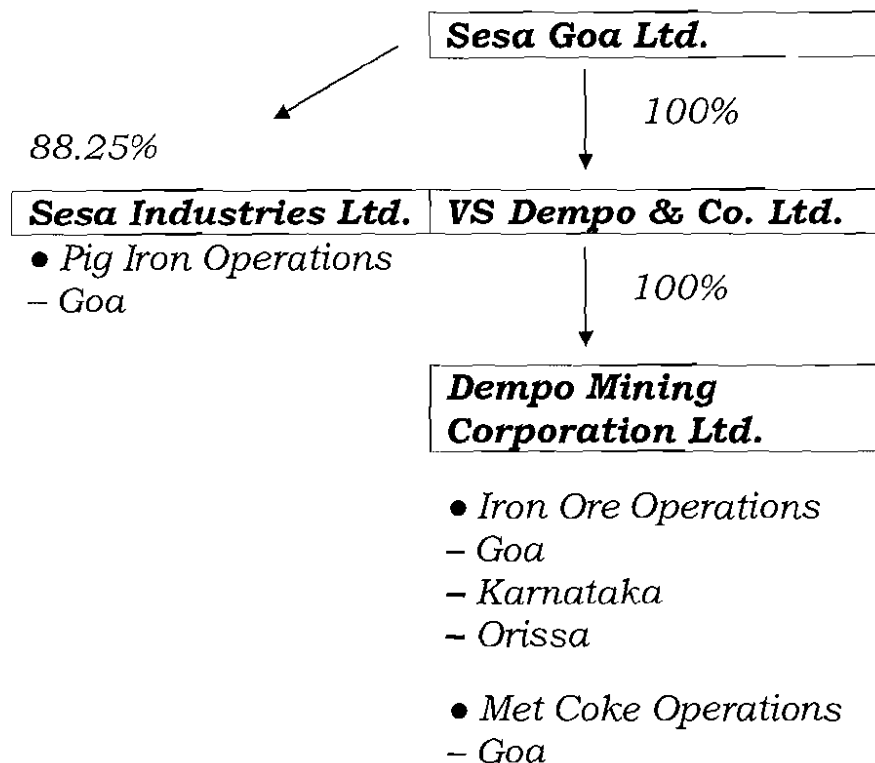 Sesa Goa Ltd.
100%
88.25%
Sesa Industries Ltd.
VS Dempo & Co. Ltd.
● Pig Iron Operations
– Goa
100%
Dempo Mining
Corporation Ltd.
● Iron Ore Operations
– Goa
– Karnataka
– Orissa
● Met Coke Operations
– Goa